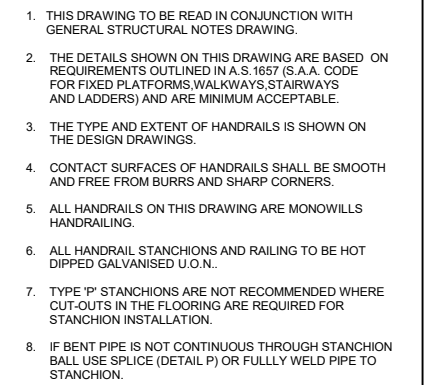 1. THIS DRAWING TO BE READ IN CONJUNCTION WITH
GENERAL STRUCTURAL NOTES DRAWING.
2. THE DETAILS SHOWN ON THIS DRAWING ARE BASED ON
REQUIREMENTS OUTLINED IN A.S.1657 (S.A.A. CODE
FOR FIXED PLATFORMS,WALKWAYS,STAIRWAYS
AND LADDERS) AND ARE MINIMUM ACCEPTABLE.
3. THE TYPE AND EXTENT OF HANDRAILS IS SHOWN ON
THE DESIGN DRAWINGS.
4. CONTACT SURFACES OF HANDRAILS SHALL BE SMOOTH
AND FREE FROM BURRS AND SHARP CORNERS.
5. ALL HANDRAILS ON THIS DRAWING ARE MONOWILLS
HANDRAILING.
6. ALL HANDRAIL STANCHIONS AND RAILING TO BE HOT
DIPPED GALVANISED U.O.N..
7. TYPE 'P' STANCHIONS ARE NOT RECOMMENDED WHERE
CUT-OUTS IN THE FLOORING ARE REQUIRED FOR
STANCHION INSTALLATION.
8. IF BENT PIPE IS NOT CONTINUOUS THROUGH STANCHION
BALL USE SPLICE (DETAIL P) OR FULLLY WELD PIPE TO
STANCHION.